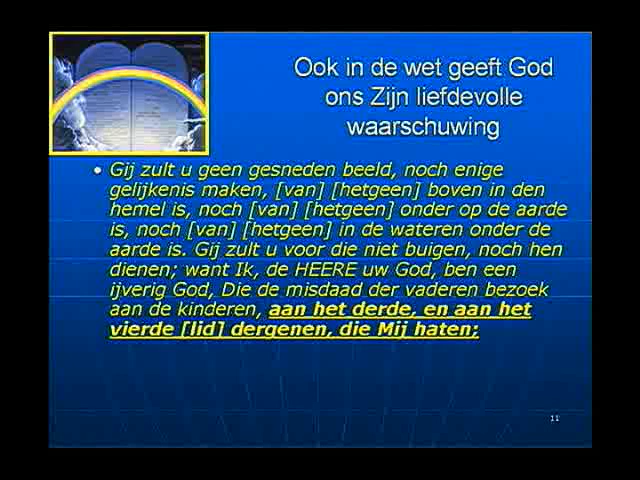 Ook in de wet geeft God
ons Zijn liefdevolle
waarschuwing
• Gij zult u geen gesneden beeld, noch enige
gelijkenis maken, [van] [hetgeen] boven in den
hemel is, noch [van] [hetgeen] onder op de aarde
is, noch [van] [hetgeen] in de wateren onder de
aarde is. Gij zult u voor die niet buigen, noch hen
dienen; want Ik, de HEERE uw God, ben een
ijverig God, Die de misdaad der vaderen bezoek
aan de kinderen, aan het derde, en aan het
vierde [lid] dergenen, die Mij haten;
11